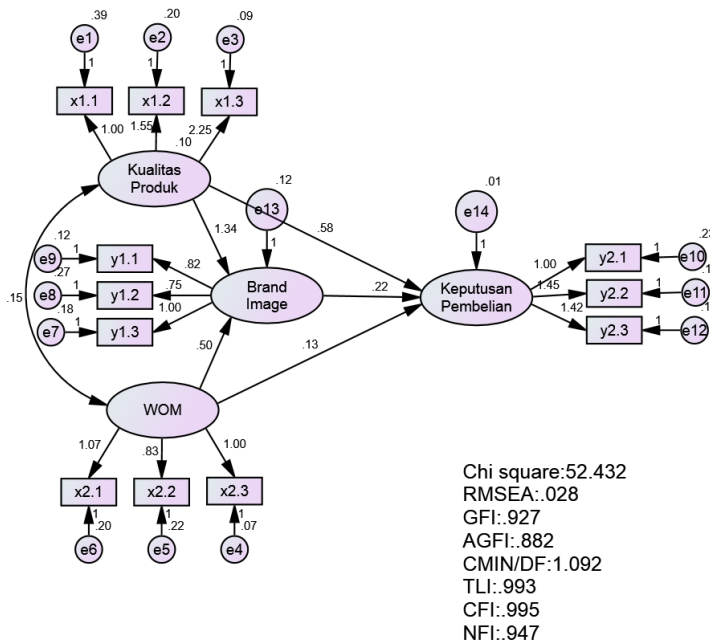 .39
.20
.09
e1
e2
e3
1
1
1
x1.1
x1.2
x1.3
1.00
1.55
2.25
.10
Kualitas
Produk
.12
.01
e13
e14
1.34
.58
1
1
.12
e9
1
y1.1
.82
.27
e8
1
y1.2
.75
.18
e7
1
y1.3
1.00
Brand
Image
.22
Keputusan
Pembelian
1.00
y2.1
1
e10
1.45
y2.2
1
e11
1.42
y2.3
1
e12
.15
.50
.13
WOM
1.07
.83
1.00
x2.1
x2.2
x2.3
1
1
1
.20
.22
.07
e6
e5
e4
Chi square:52.432
RMSEA:.028
GFI:.927
AGFI:.882
CMIN/DF:1.092
TLI:.993
CFI:.995
NFI:.947